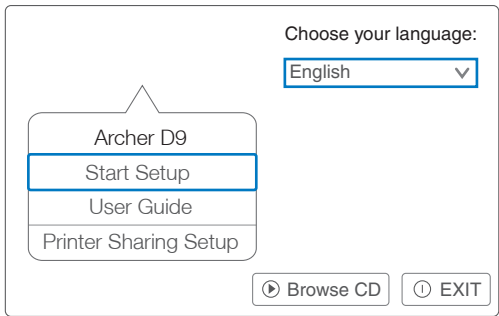 Choose your language:
English
Archer D9
Start Setup
User Guide
Printer Sharing Setup
Browse CD
EXIT